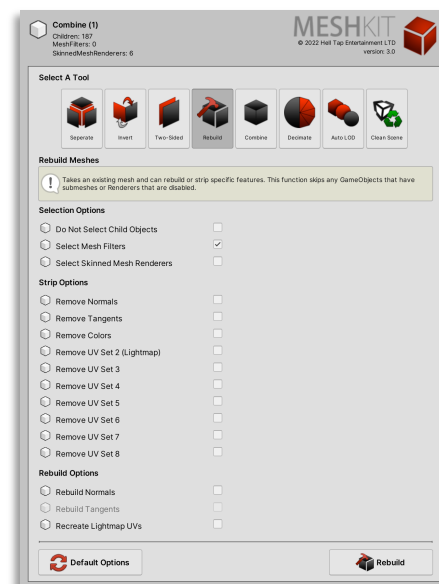 Combine (1)
Children: 187
MeshFilters: 0
SkinnedMeshRenderers: 6
MESHKIT
© 2022 Hell Tap Entertainment LTD
version: 3.0
Select A Tool
Seperate
Invert
Two-Sided
Rebuild
Combine
Decimate
Auto LOD
Clean Scene
Rebuild Meshes
Takes an existing mesh and can rebuild or strip specific features. This function skips any GameObjects that have
submeshes or Renderers that are disabled.
Selection Options
Do Not Select Child Objects
Select Mesh Filters
Select Skinned Mesh Renderers
Strip Options
Remove Normals
Remove Tangents
Remove Colors
Remove UV Set 2 (Lightmap)
Remove UV Set 3
Remove UV Set 4
Remove UV Set 5
Remove UV Set 6
Remove UV Set 7
Remove UV Set 8
Rebuild Options
Rebuild Normals
Rebuild Tangents
Recreate Lightmap UVs
Default Options
Rebuild